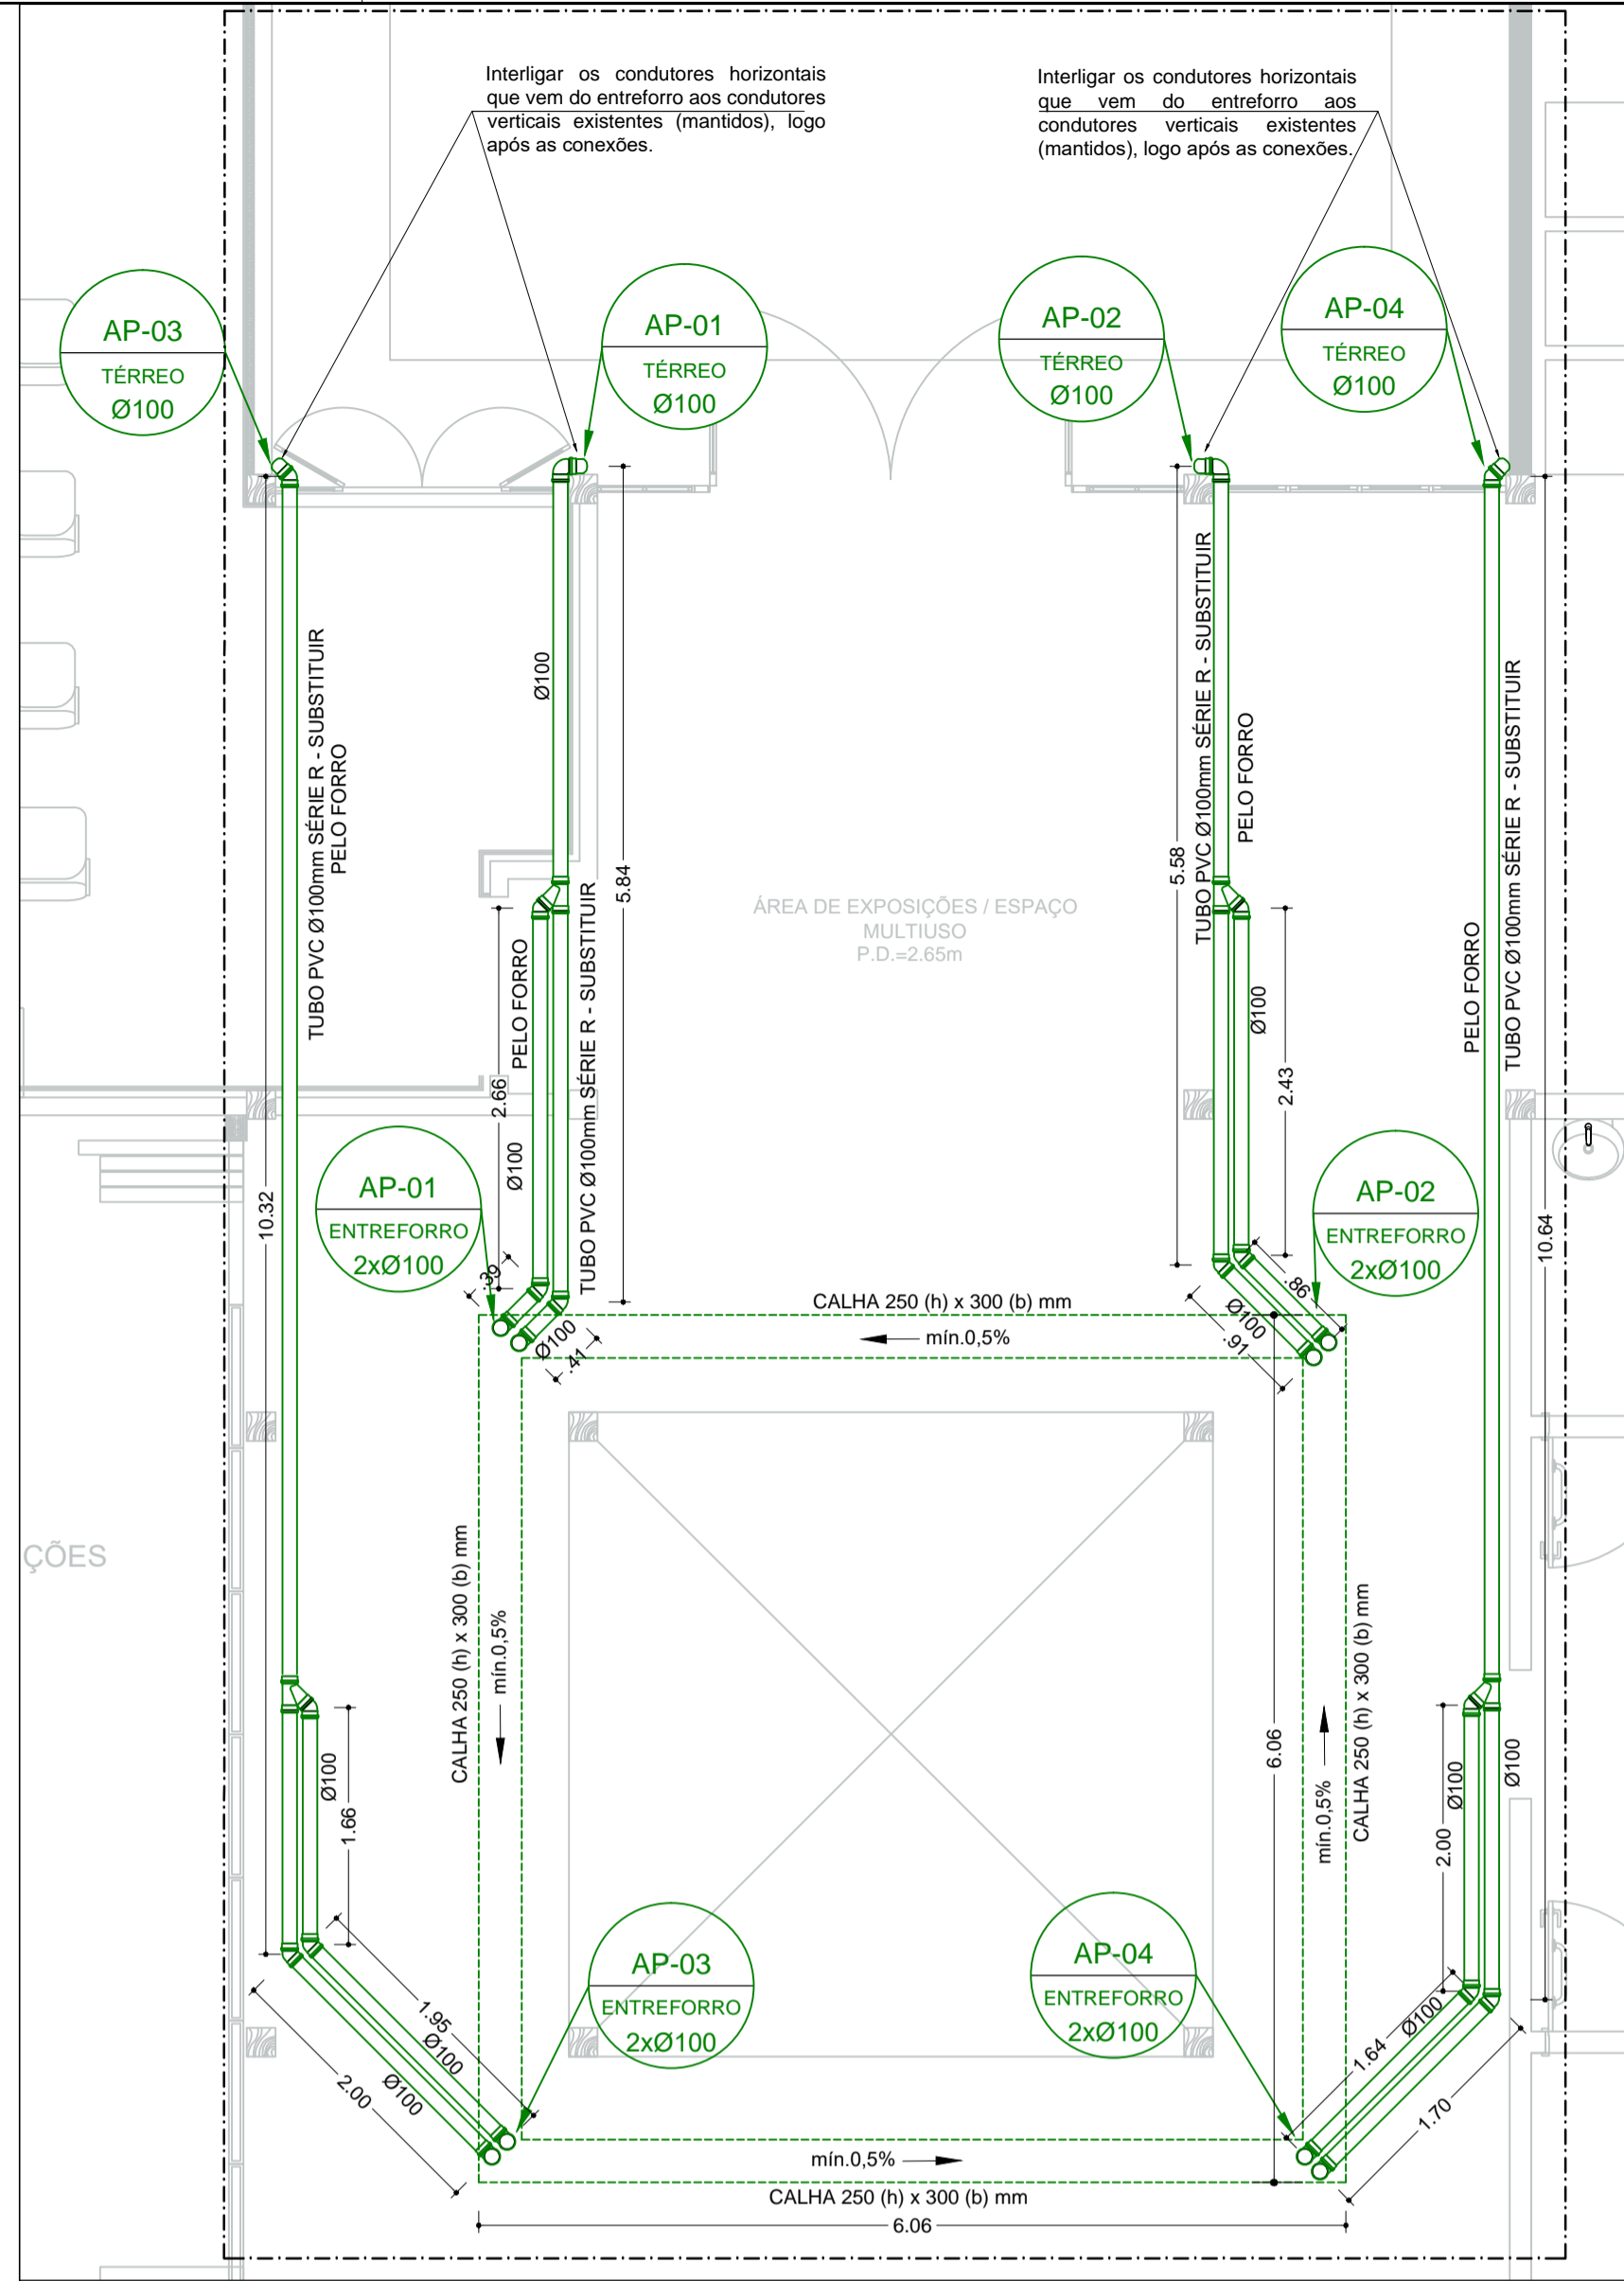 Interligar os condutores horizontais
que vem do entreforro aos condutores
verticais existentes (mantidos), logo
após as conexões.
Interligar os condutores horizontais
que vem do entreforro aos
condutores verticais existentes
(mantidos), logo após as conexões.
AP-03
TÉRREO
Ø100
AP-01
TÉRREO
Ø100
AP-02
TÉRREO
Ø100
AP-04
TÉRREO
Ø100
TUBO PVC Ø100mm SÉRIE R - SUBSTITUIR
PELO FORRO
Ø100
5.84
TUBO PVC Ø100mm SÉRIE R - SUBSTITUIR
PELO FORRO
2.66
Ø100
ÁREA DE EXPOSIÇÕES / ESPAÇO
MULTIUSO
P.D.=2.65m
5.58
TUBO PVC Ø100mm SÉRIE R - SUBSTITUIR
PELO FORRO
Ø100
2.43
PELO FORRO
TUBO PVC Ø100mm SÉRIE R - SUBSTITUIR
10.32
10.64
AP-01
ENTREFORRO
2xØ100
AP-02
ENTREFORRO
2xØ100
.39
Ø100
.41
CALHA 250 (h) x 300 (b) mm
mín.0,5%
.86
Ø100
.91
ÇÕES
CALHA 250 (h) x 300 (b) mm
mín.0,5%
6.06
mín.0,5%
CALHA 250 (h) x 300 (b) mm
Ø100
1.66
Ø100
2.00
Ø100
AP-03
ENTREFORRO
2xØ100
AP-04
ENTREFORRO
2xØ100
1.95
Ø100
2.00
Ø100
1.64
Ø100
1.70
mín.0,5%
CALHA 250 (h) x 300 (b) mm
6.06